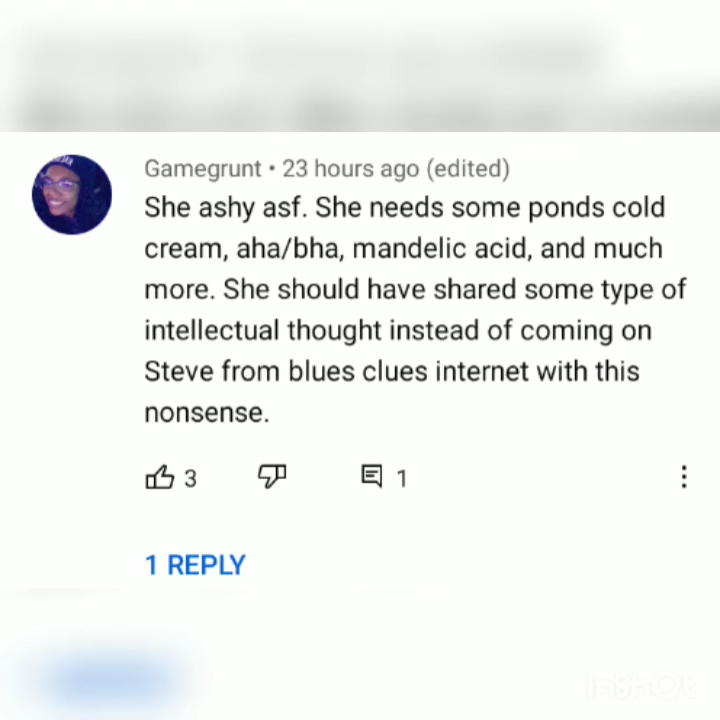 Gamegrunt • 23 hours ago (edited)
She ashy asf. She needs some ponds cold
cream, aha/bha, mandelic acid, and much
more. She should have shared some type of
intellectual thought instead of coming on
Steve from blues clues internet with this
nonsense.
3
1
1 REPLY
InShOt